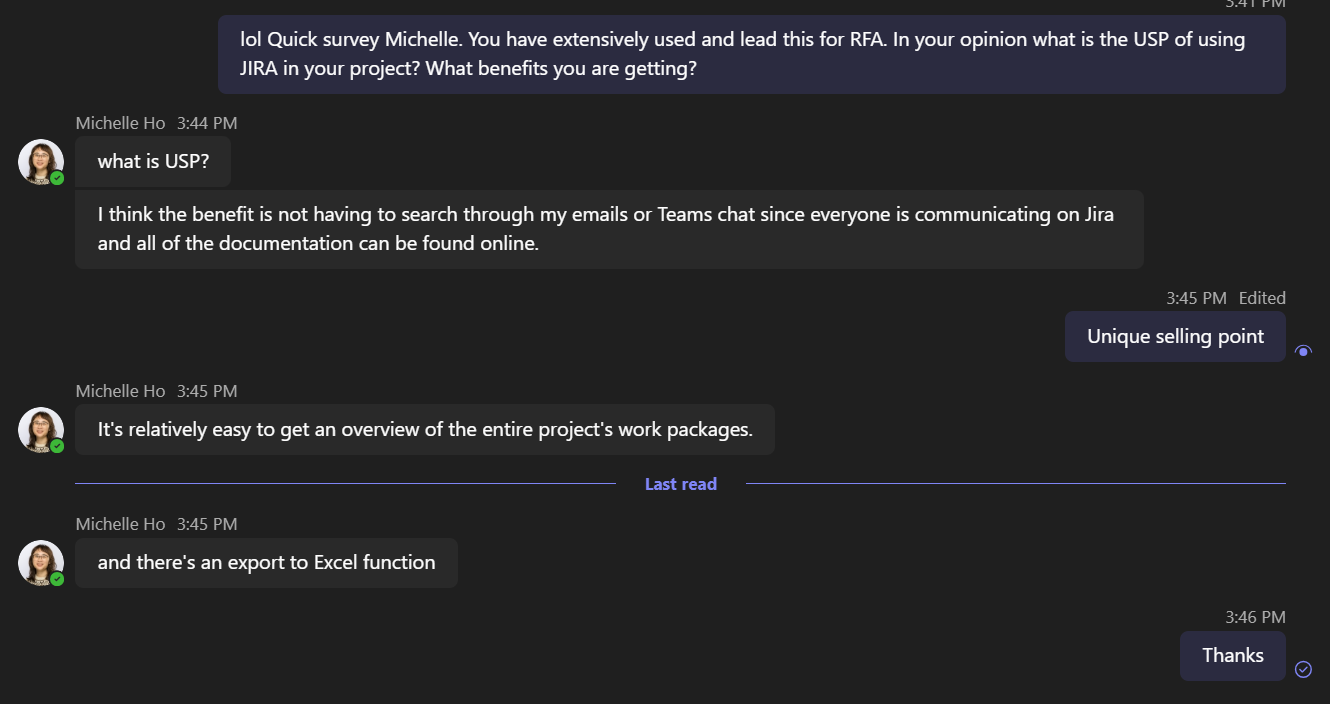 3:41 PM
lol Quick survey Michelle. You have extensively used and lead this for RFA. In your opinion what is the USP of using
JIRA in your project? What benefits you are getting?
Michelle Ho 3:44 PM
what is USP?
I think the benefit is not having to search through my emails or Teams chat since everyone is communicating on Jira
and all of the documentation can be found online.
3:45 PM Edited
Unique selling point
Michelle Ho 3:45 PM
It's relatively easy to get an overview of the entire project's work packages.
Last read
Michelle Ho 3:45 PM
and there's an export to Excel function
3:46 PM
Thanks